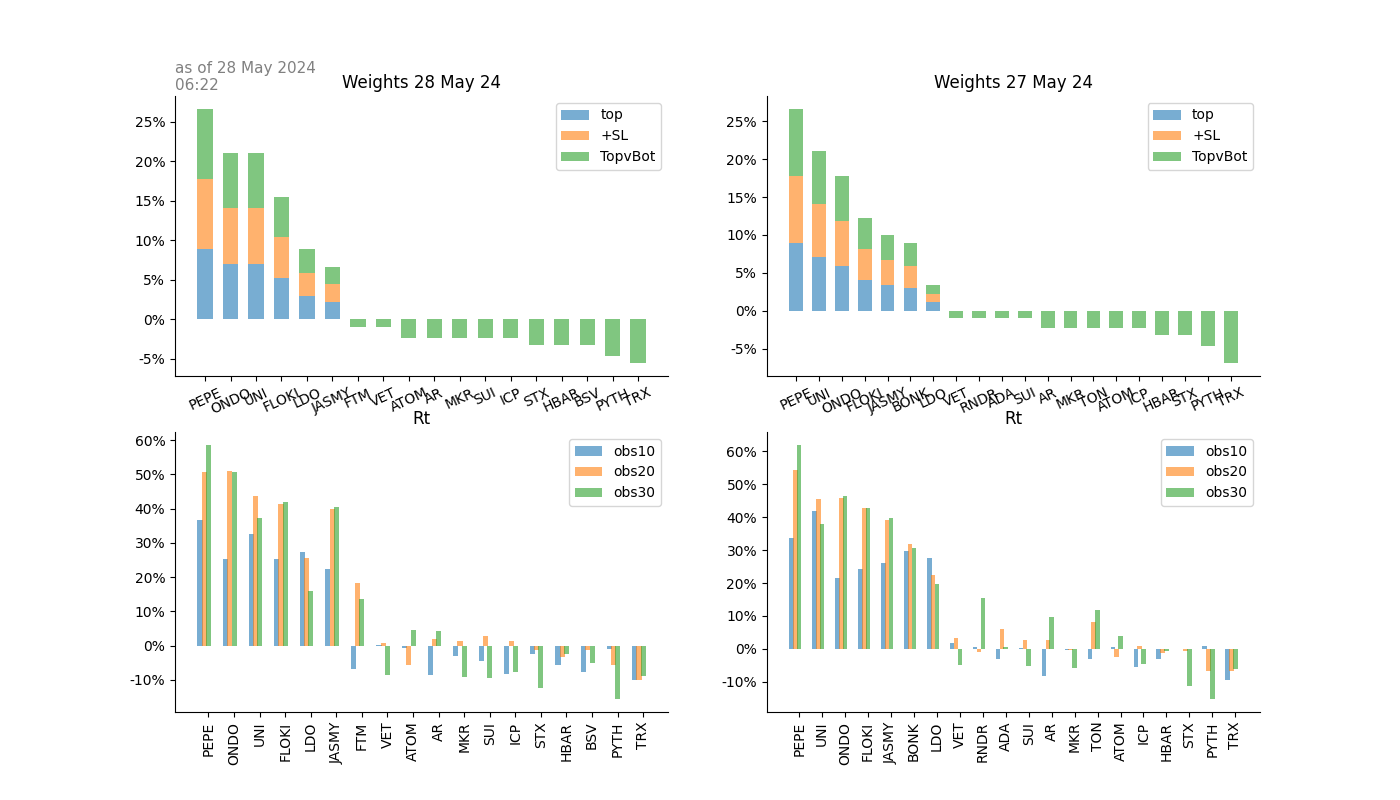 as of 28 May 2024
06:22
Weights 28 May 24
25%
20%
15%
10%
5%
0%
-5%
top
+SL
TopvBot
PEPE ONDO UNI FLOKI LDO JASMY FTM VET ATOM AR MKR SUI ICP STX HBAR BSV PYTH TRX
Weights 27 May 24
25%
20%
15%
10%
5%
0%
-5%
top
+SL
TopvBot
PEPE UNI ONDO FLOKI JASMY BONK LDO VET RNDR ADA SUI AR MKR TON ATOM ICP HBAR STX PYTH TRX
Rt
60%
50%
40%
30%
20%
10%
0%
-10%
obs10
obs20
obs30
PEPE ONDO UNI FLOKI LDO JASMY FTM VET ATOM AR MKR SUI ICP STX HBAR BSV PYTH TRX
Rt
60%
50%
40%
30%
20%
10%
0%
-10%
obs10
obs20
obs30
PEPE UNI ONDO FLOKI JASMY BONK LDO VET RNDR ADA SUI AR MKR TON ATOM ICP HBAR STX PYTH TRX